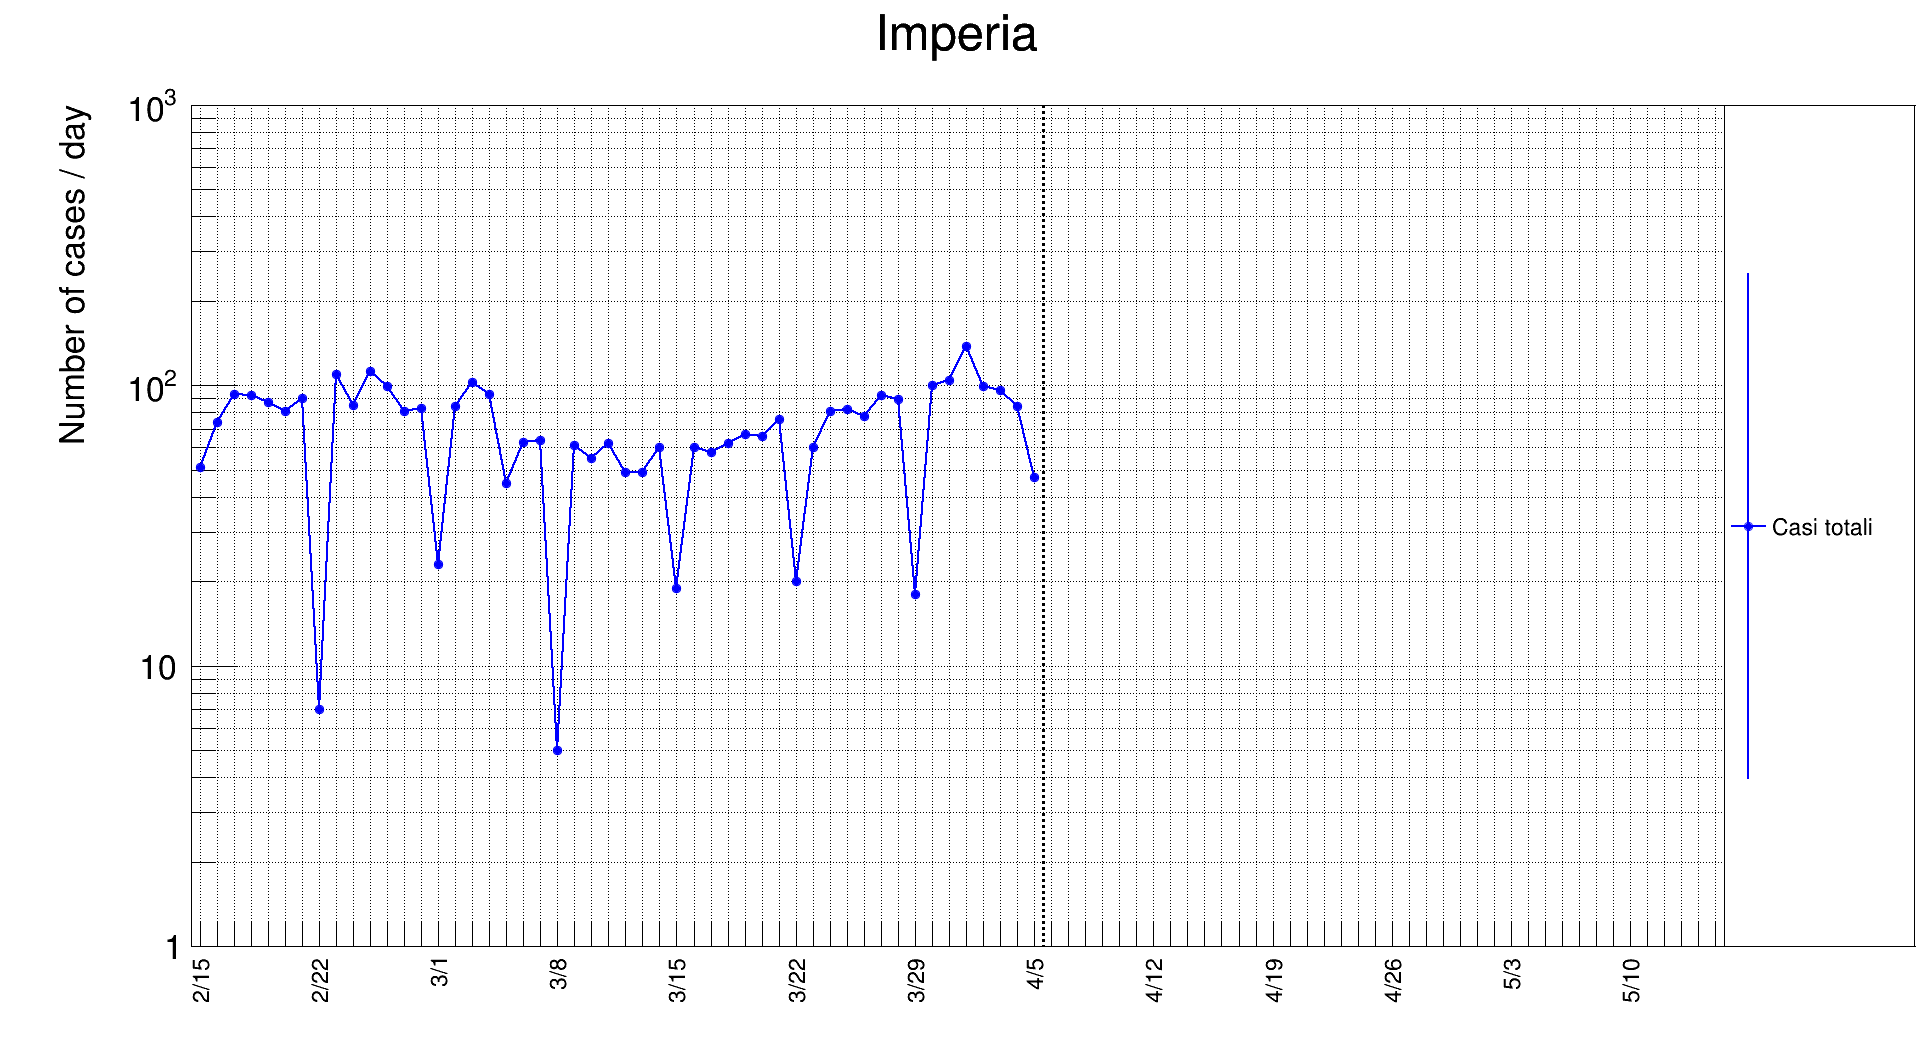 Imperia
Number of cases / day
10³
10²
10
1
2/15 2/22 3/1 3/8 3/15 3/22 3/29 4/5 4/12 4/19 4/26 5/3 5/10
Casi totali